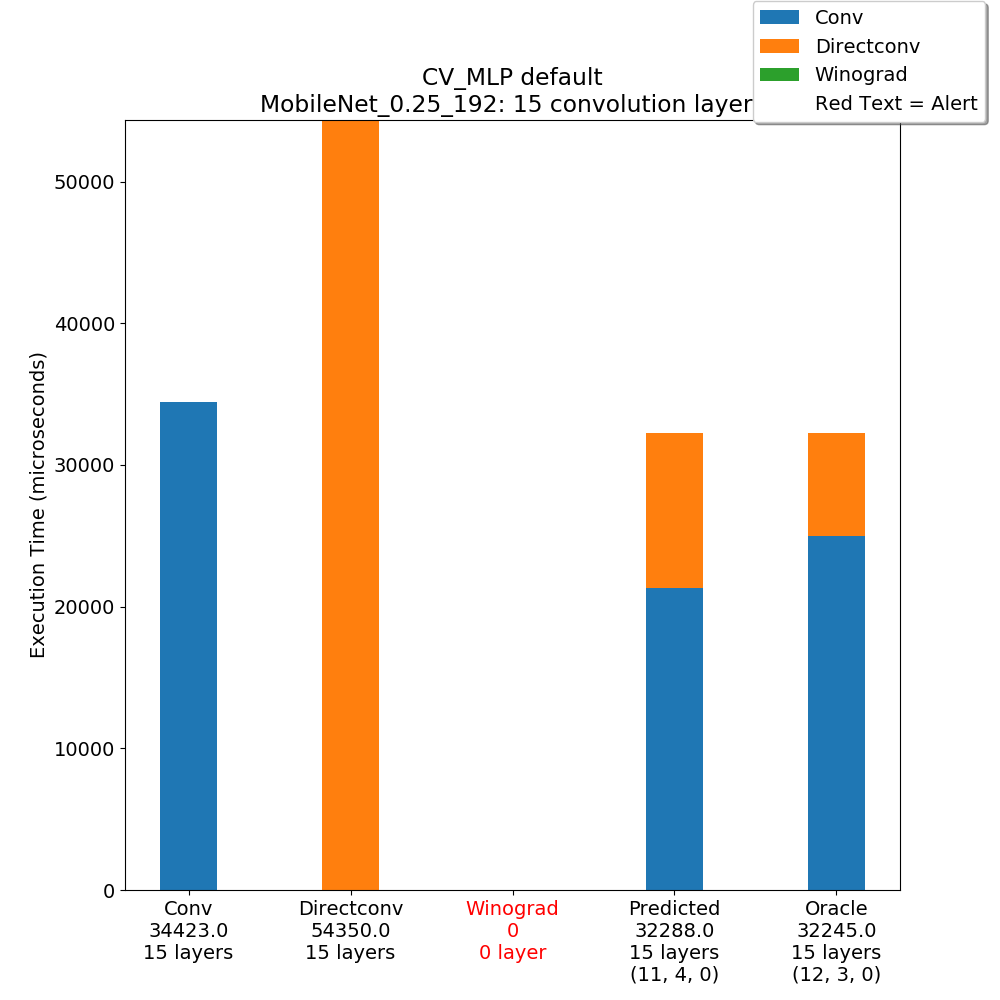 Conv
Directconv
Winograd
Red Text = Alert
CV_MLP default
MobileNet_0.25_192: 15 convolution layer
Execution Time (microseconds)
50000
40000
30000
20000
10000
0
Conv
34423.0
15 layers
Directconv
54350.0
15 layers
Winograd
0
0 layer
Predicted
32288.0
15 layers
(11, 4, 0)
Oracle
32245.0
15 layers
(12, 3, 0)